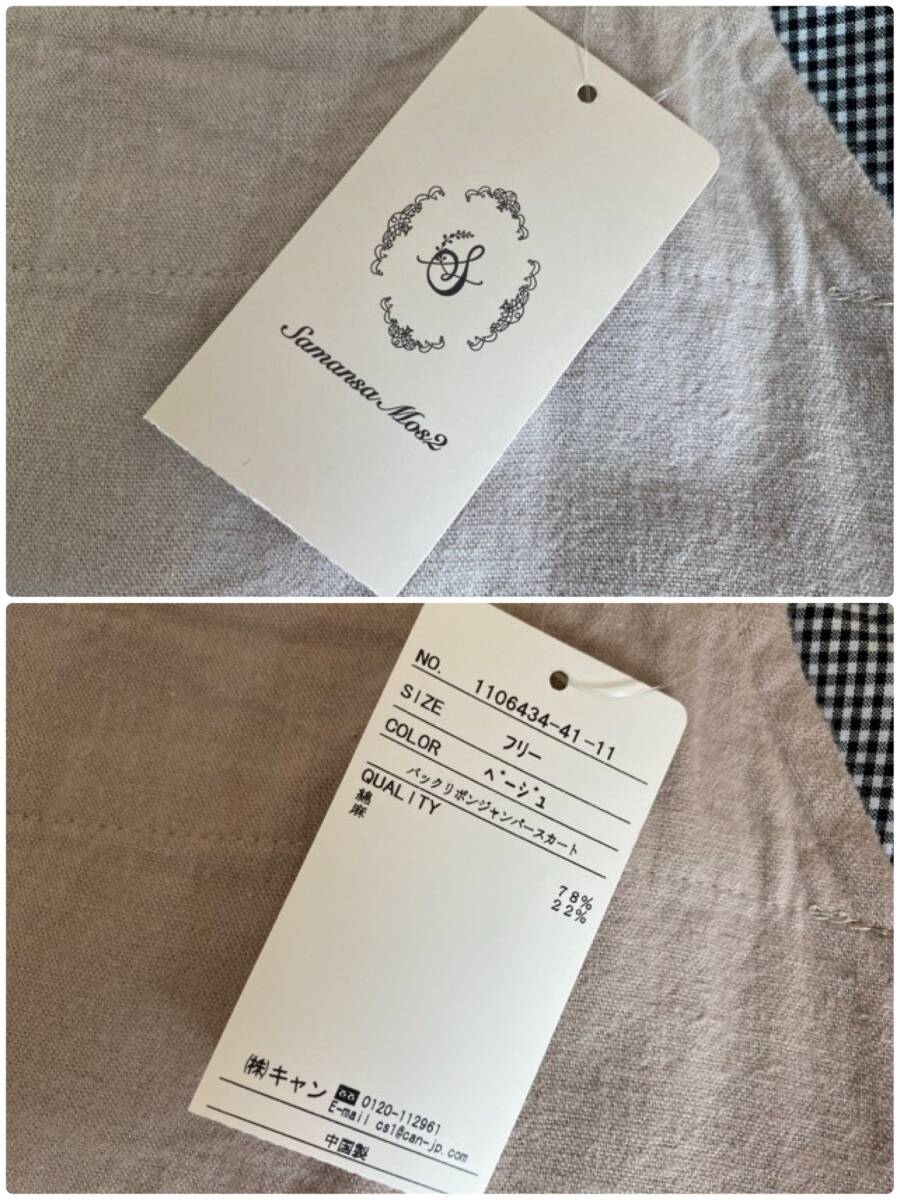 S
Samansa Mos2
NO. 1106434-41-11
SIZE フリー
COLOR ベージュ
バックリボンジャンパースカート
QUALITY
綿 78%
麻 22%
㈱キャン 0120-112961
E-mail cs1@can-jp.com
中国製